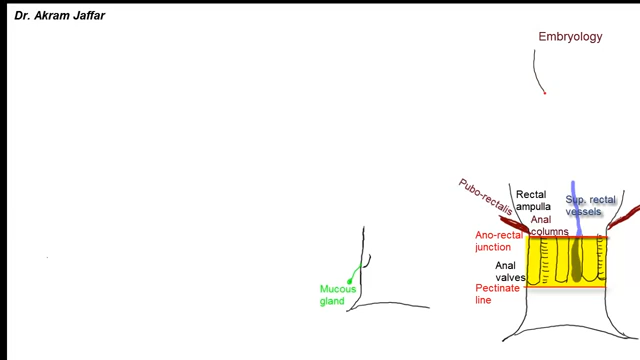 Dr. Akram Jaffar
Embryology
Pubo-rectalis
Rectal
ampulla
Sup. rectal
vessels
Anal
columns
Ano-rectal
junction
Anal
valves
Pectinate
line
Mucous
gland